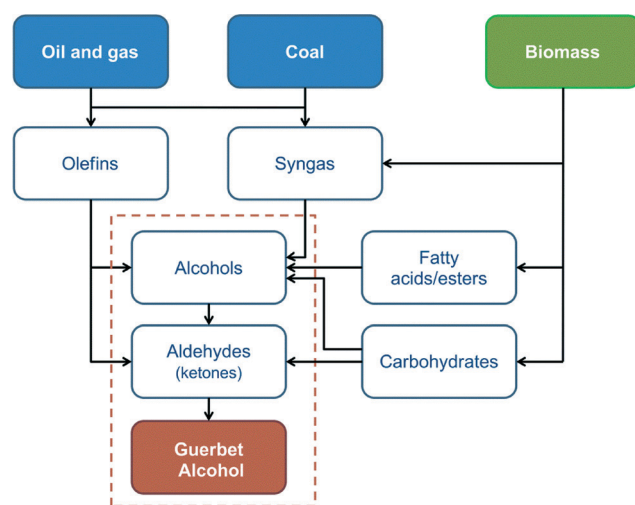 Oil and gas
Coal
Biomass
Olefins
Syngas
Alcohols
Fatty
acids/esters
Aldehydes
(ketones)
Carbohydrates
Guerbet
Alcohol